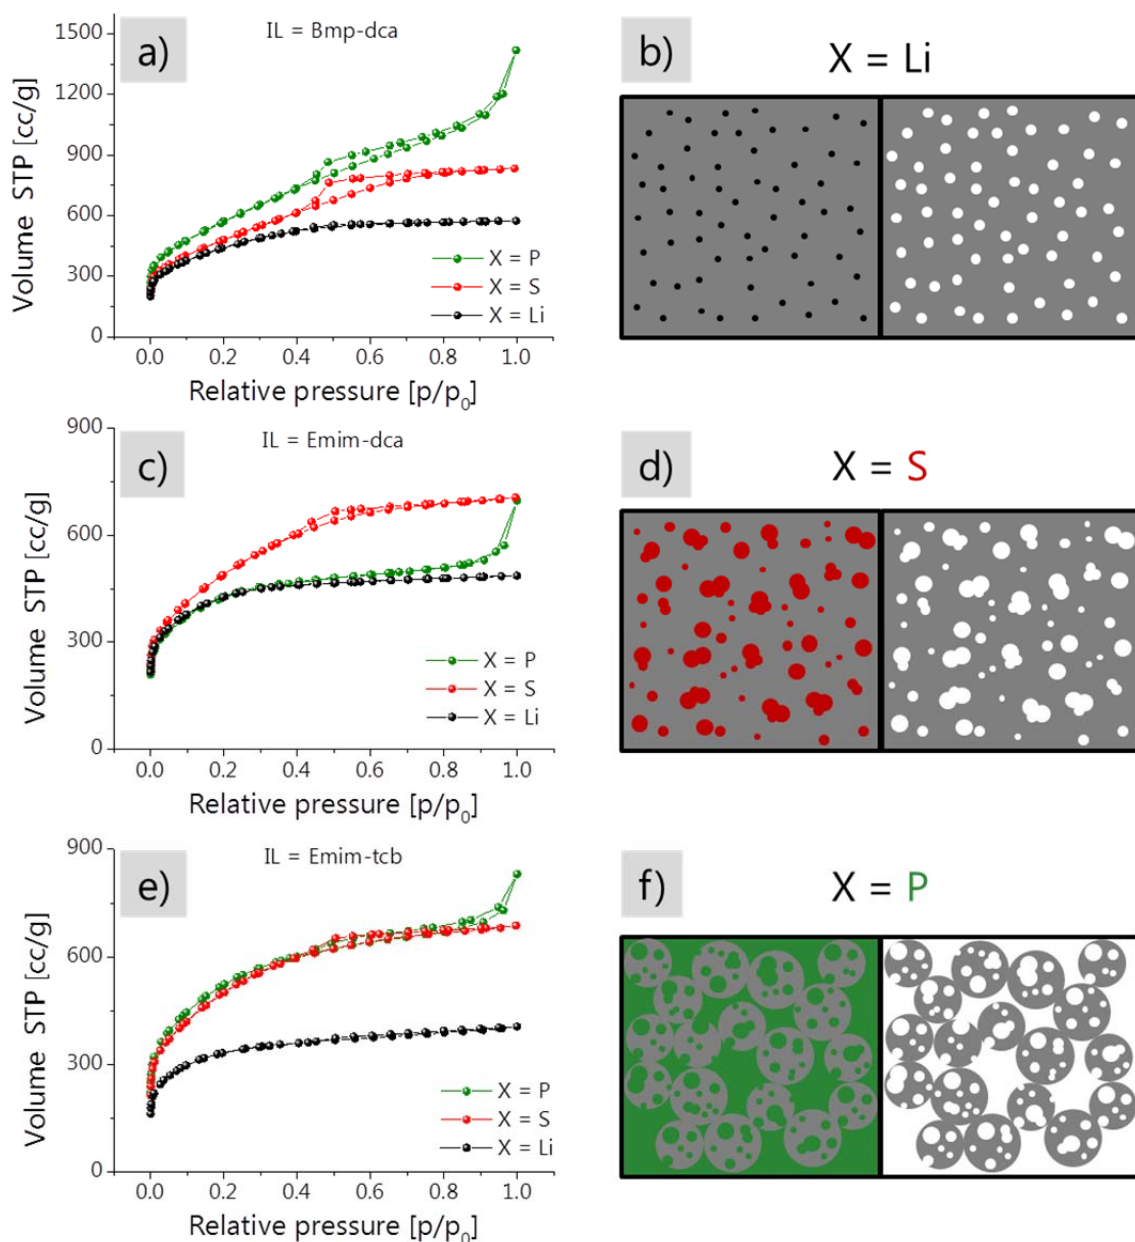 a)
IL = Bmp-dca
1500
1200
900
600
300
0
Volume STP [cc/g]
X = P
X = S
X = Li
0.0 0.2 0.4 0.6 0.8 1.0
Relative pressure [p/p0]
b)
X = Li
c)
IL = Emim-dca
900
600
300
0
Volume STP [cc/g]
X = P
X = S
X = Li
0.0 0.2 0.4 0.6 0.8 1.0
Relative pressure [p/p0]
d)
X = S
e)
IL = Emim-tcb
900
600
300
0
Volume STP [cc/g]
X = P
X = S
X = Li
0.0 0.2 0.4 0.6 0.8 1.0
Relative pressure [p/p0]
f)
X = P